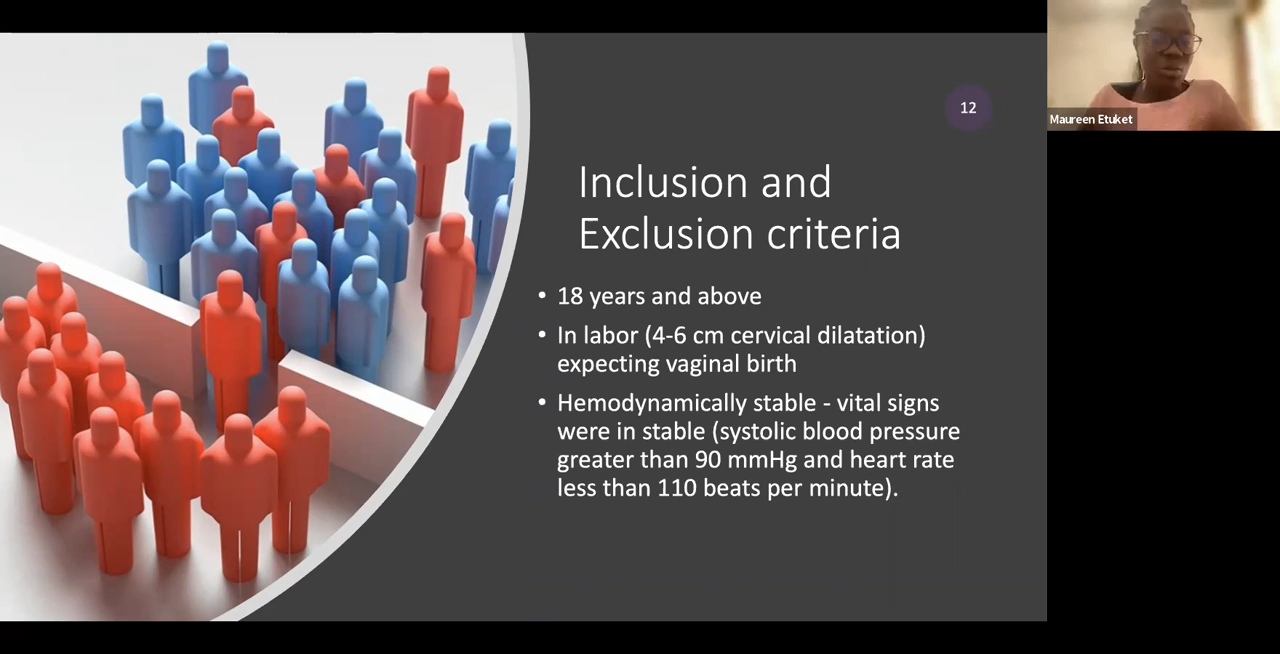 12
Inclusion and
Exclusion criteria
• 18 years and above
• In labor (4-6 cm cervical dilatation)
expecting vaginal birth
• Hemodynamically stable - vital signs
were in stable (systolic blood pressure
greater than 90 mmHg and heart rate
less than 110 beats per minute).
Maureen Etuket